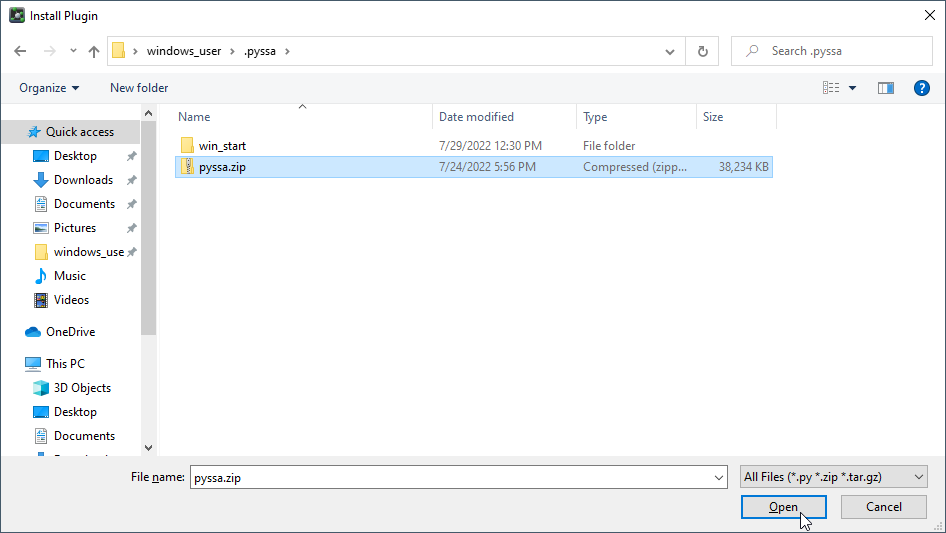 Install Plugin
windows_user > .pyssa >
Search .pyssa
Organize
New folder
Name
Date modified
Type
Size
win_start 7/29/2022 12:30 PM File folder
pyssa.zip 7/24/2022 5:56 PM Compressed (zipp... 38,234 KB
Quick access
Desktop
Downloads
Documents
Pictures
windows_use
Music
Videos
OneDrive
This PC
3D Objects
Desktop
Documents
File name: pyssa.zip
All Files (*.py *.zip *.tar.gz)
Open
Cancel